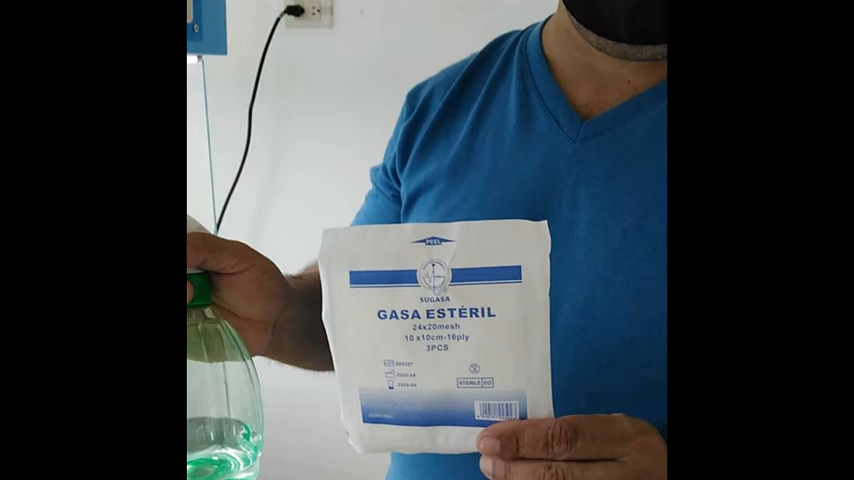 PEEL
SUGASA
GASA ESTÉRIL
24x20mesh
10 x10cm-16ply
3PCS
STERILE EO